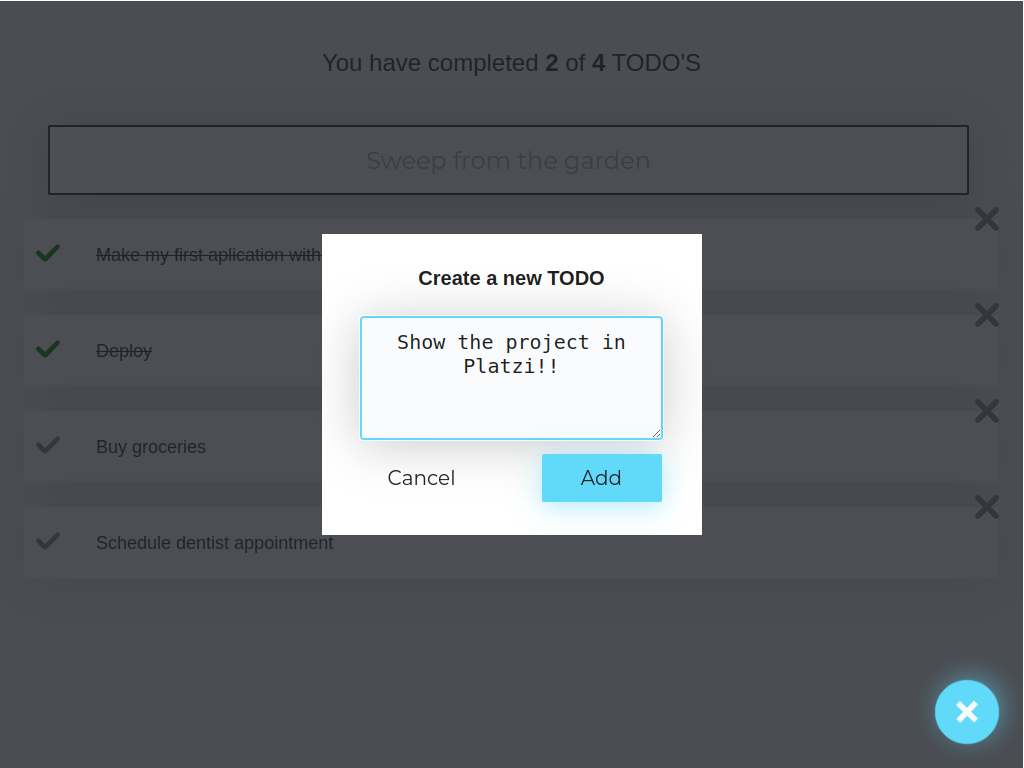 You have completed 2 of 4 TODO'S
Sweep from the garden
Make my first aplication with
Deploy
Buy groceries
Schedule dentist appointment
Create a new TODO
Show the project in
Platzi!!
Cancel
Add